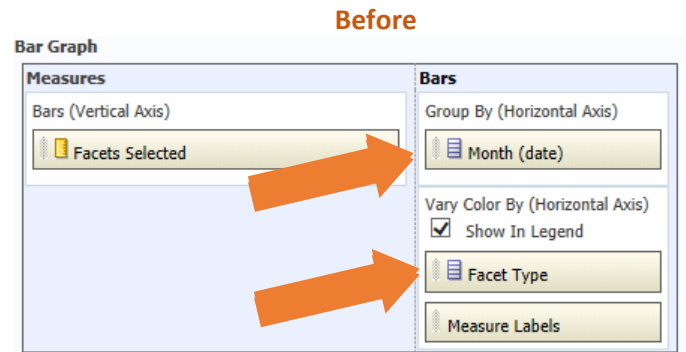 Before
Bar Graph
Measures
Bars (Vertical Axis)
Facets Selected
Bars
Group By (Horizontal Axis)
Month (date)
Vary Color By (Horizontal Axis)
Show In Legend
Facet Type
Measure Labels